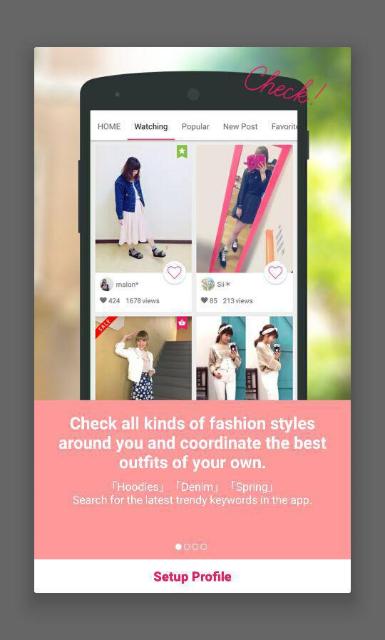 Check!
HOME Watching Popular New Post Favorite
malon* Sii*
424 1678 views 85 213 views
SALE
Check all kinds of fashion styles
around you and coordinate the best
outfits of your own.
「Hoodies」 「Denim」 「Spring」
Search for the latest trendy keywords in the app.
Setup Profile